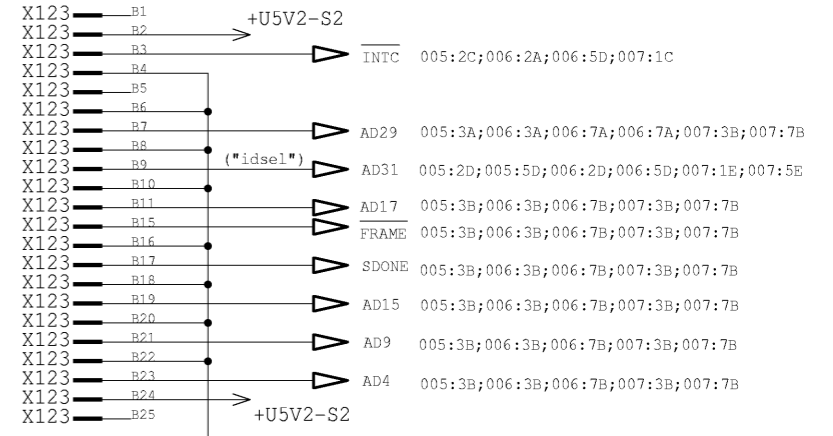 X123 B1 +U5V2-S2
X123 B2
X123 B3 INTC 005:2C;006:2A;006:5D;007:1C
X123 B4
X123 B5
X123 B6
X123 B7 AD29 005:3A;006:3A;006:7A;006:7A;007:3B;007:7B
X123 B8
X123 B9 ("idsel") AD31 005:2D;005:5D;006:2D;006:5D;007:1E;007:5E
X123 B10
X123 B11 AD17 005:3B;006:3B;006:7B;007:3B;007:7B
X123 B15 FRAME 005:3B;006:3B;006:7B;007:3B;007:7B
X123 B16
X123 B17 SDONE 005:3B;006:3B;006:7B;007:3B;007:7B
X123 B18
X123 B19 AD15 005:3B;006:3B;006:7B;007:3B;007:7B
X123 B20
X123 B21 AD9 005:3B;006:3B;006:7B;007:3B;007:7B
X123 B22
X123 B23 AD4 005:3B;006:3B;006:7B;007:3B;007:7B
X123 B24
X123 B25 +U5V2-S2